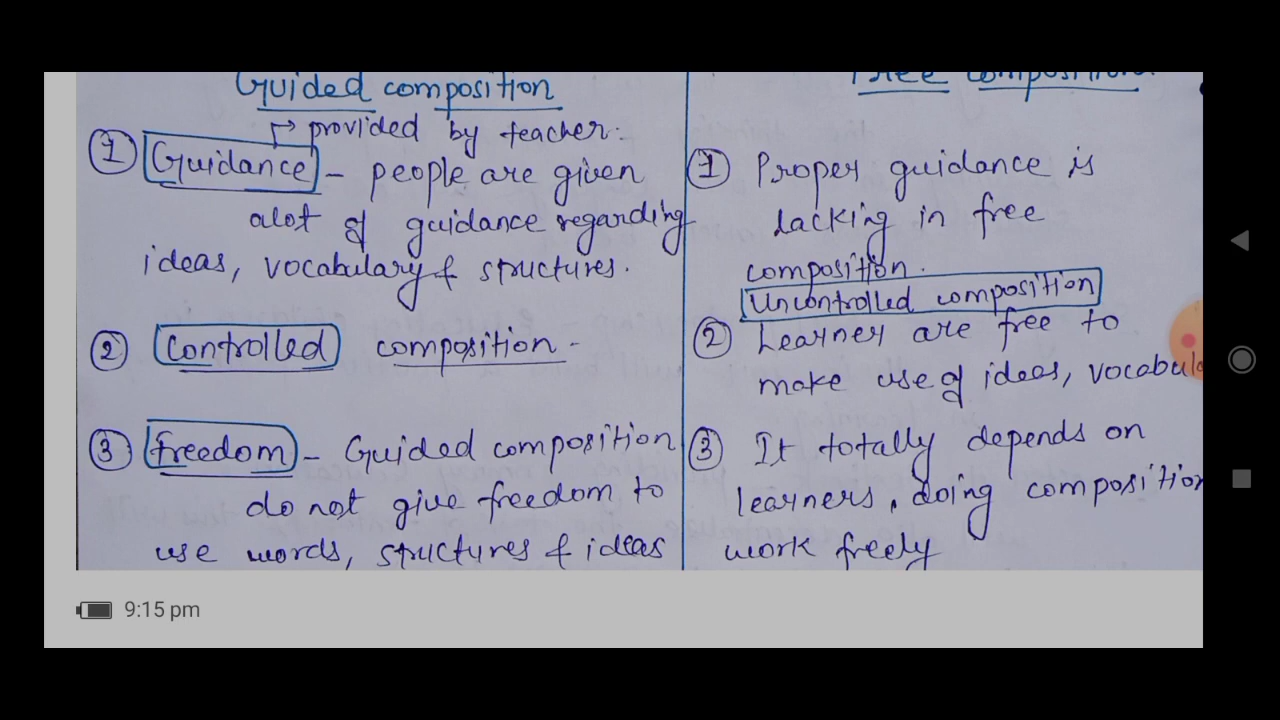 Guided composition
→ provided by teacher.
① Guidance - people are given
alot of guidance regarding
ideas, vocabulary & structures.
② Controlled composition.
③ freedom - Guided composition
do not give freedom to
use words, structures & ideas
Free composition.
① Proper guidance is
lacking in free
composition.
Uncontrolled composition
② Learner are free to
make use of ideas, vocabul
③ It totally depends on
learners, doing composition
work freely
9:15 pm